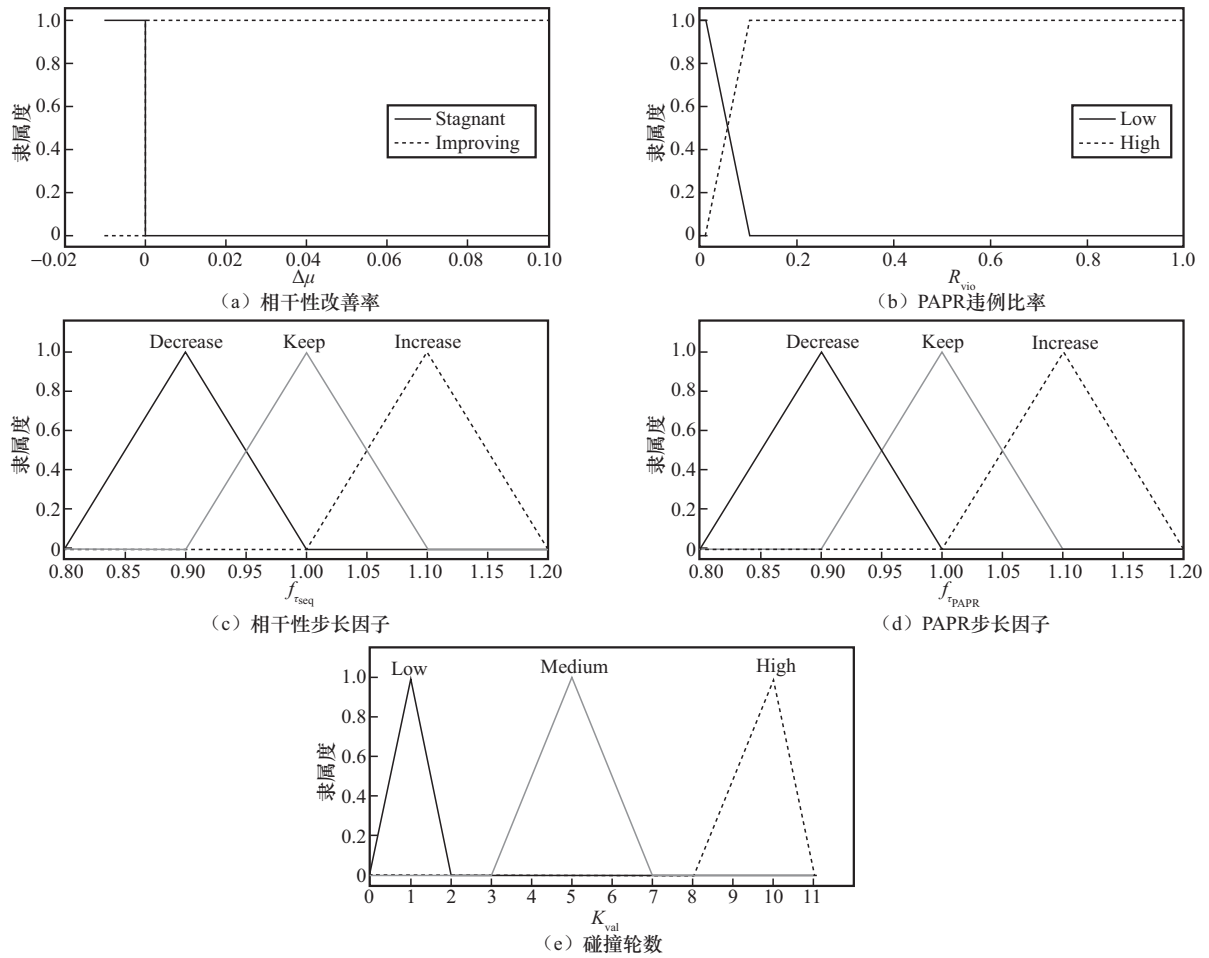 1.0
0.8
0.6
0.4
0.2
0
隶属度
Stagnant
Improving
−0.02 0 0.02 0.04 0.06 0.08 0.10
Δμ
(a)相干性改善率
1.0
0.8
0.6
0.4
0.2
0
隶属度
Low
High
0 0.2 0.4 0.6 0.8 1.0
R_vio
(b)PAPR违例比率
Decrease Keep Increase
1.0
0.8
0.6
0.4
0.2
0
隶属度
0.80 0.85 0.90 0.95 1.00 1.05 1.10 1.15 1.20
f_τseq
(c)相干性步长因子
Decrease Keep Increase
1.0
0.8
0.6
0.4
0.2
0
隶属度
0.80 0.85 0.90 0.95 1.00 1.05 1.10 1.15 1.20
f_τPAPR
(d)PAPR步长因子
Low Medium High
1.0
0.8
0.6
0.4
0.2
0
隶属度
0 1 2 3 4 5 6 7 8 9 10 11
K_val
(e)碰撞轮数